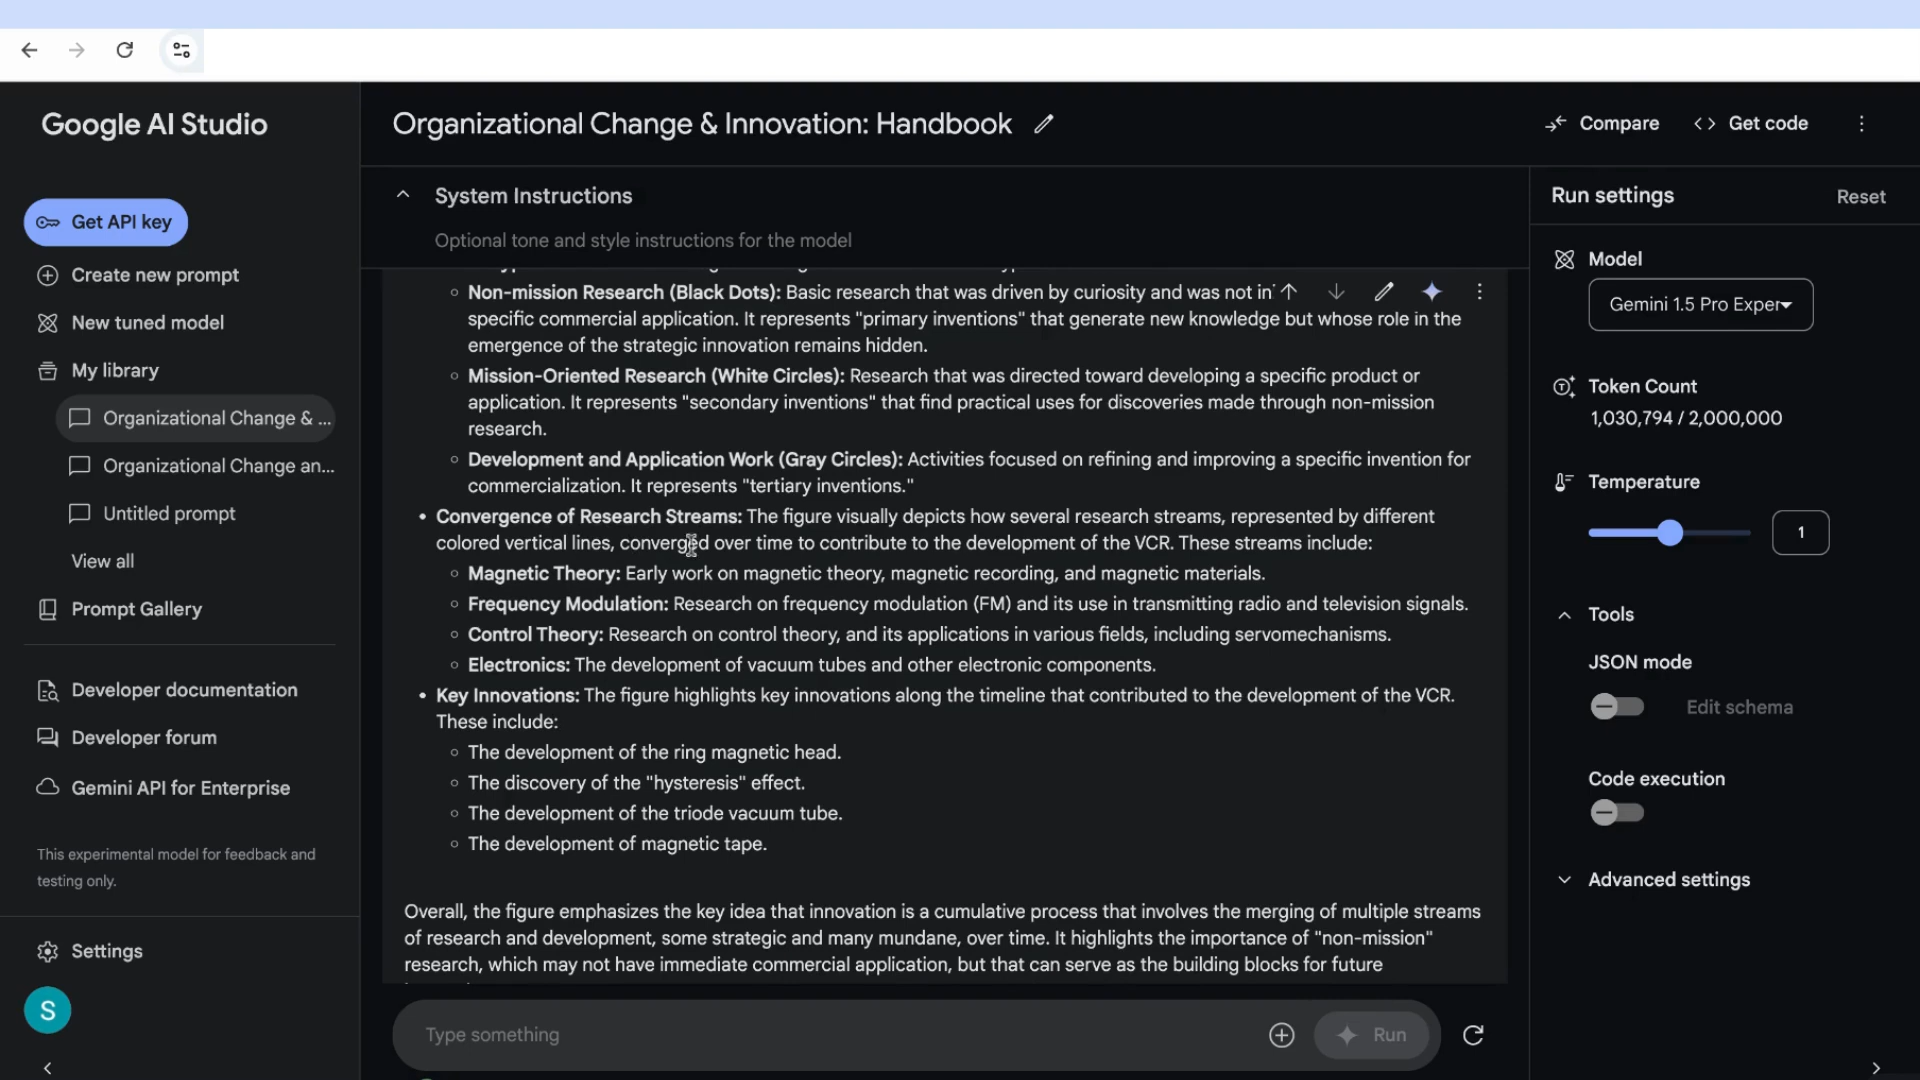 Google AI Studio
Get API key
Create new prompt
New tuned model
My library
Organizational Change & ...
Organizational Change an...
Untitled prompt
View all
Prompt Gallery
Developer documentation
Developer forum
Gemini API for Enterprise
This experimental model for feedback and
testing only.
Settings
S
Organizational Change & Innovation: Handbook
Compare
Get code
System Instructions
Optional tone and style instructions for the model
Non-mission Research (Black Dots): Basic research that was driven by curiosity and was not in
specific commercial application. It represents "primary inventions" that generate new knowledge but whose role in the
emergence of the strategic innovation remains hidden.
Mission-Oriented Research (White Circles): Research that was directed toward developing a specific product or
application. It represents "secondary inventions" that find practical uses for discoveries made through non-mission
research.
Development and Application Work (Gray Circles): Activities focused on refining and improving a specific invention for
commercialization. It represents "tertiary inventions."
• Convergence of Research Streams: The figure visually depicts how several research streams, represented by different
colored vertical lines, converged over time to contribute to the development of the VCR. These streams include:
Magnetic Theory: Early work on magnetic theory, magnetic recording, and magnetic materials.
Frequency Modulation: Research on frequency modulation (FM) and its use in transmitting radio and television signals.
Control Theory: Research on control theory, and its applications in various fields, including servomechanisms.
Electronics: The development of vacuum tubes and other electronic components.
• Key Innovations: The figure highlights key innovations along the timeline that contributed to the development of the VCR.
These include:
The development of the ring magnetic head.
The discovery of the "hysteresis" effect.
The development of the triode vacuum tube.
The development of magnetic tape.
Overall, the figure emphasizes the key idea that innovation is a cumulative process that involves the merging of multiple streams
of research and development, some strategic and many mundane, over time. It highlights the importance of "non-mission"
research, which may not have immediate commercial application, but that can serve as the building blocks for future
Type something
Run
Run settings
Reset
Model
Gemini 1.5 Pro Exper
Token Count
1,030,794 / 2,000,000
Temperature
1
Tools
JSON mode
Edit schema
Code execution
Advanced settings